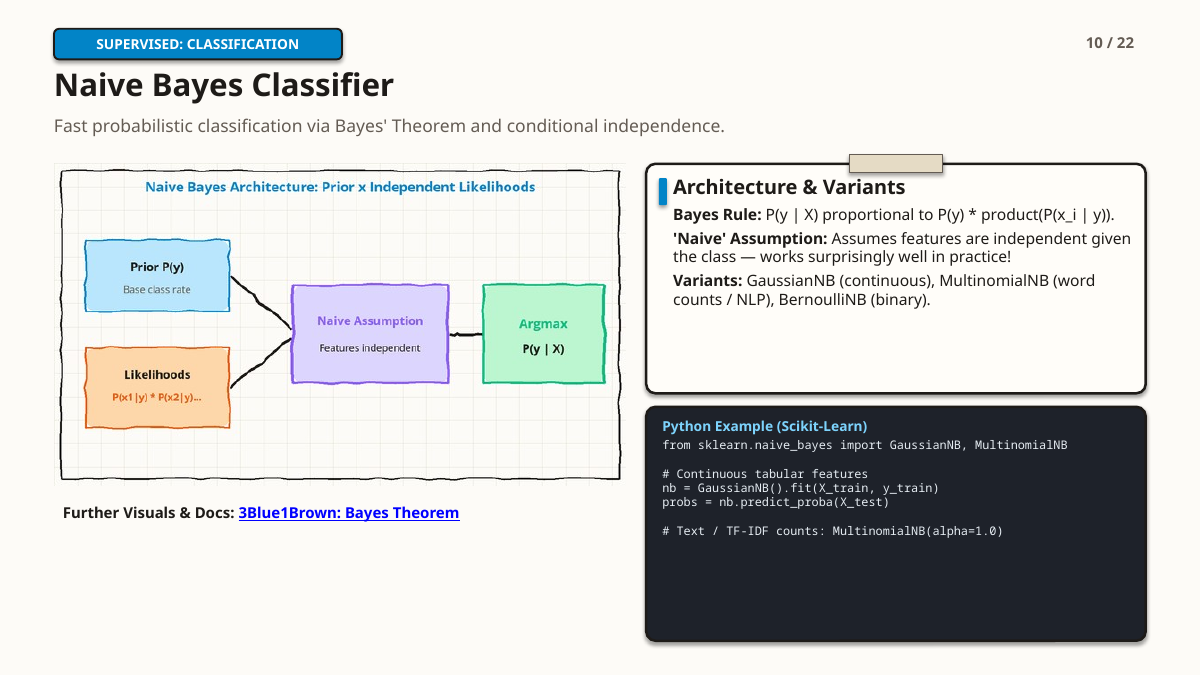 SUPERVISED: CLASSIFICATION
10 / 22
Naive Bayes Classifier
Fast probabilistic classification via Bayes' Theorem and conditional independence.
Naive Bayes Architecture: Prior x Independent Likelihoods
Prior P(y)
Base class rate
Likelihoods
P(x1|y) * P(x2|y)...
Naive Assumption
Features independent
Argmax
P(y | X)
Further Visuals & Docs: 3Blue1Brown: Bayes Theorem
Architecture & Variants
Bayes Rule: P(y | X) proportional to P(y) * product(P(x_i | y)).
'Naive' Assumption: Assumes features are independent given
the class — works surprisingly well in practice!
Variants: GaussianNB (continuous), MultinomialNB (word
counts / NLP), BernoulliNB (binary).
Python Example (Scikit-Learn)
from sklearn.naive_bayes import GaussianNB, MultinomialNB
# Continuous tabular features
nb = GaussianNB().fit(X_train, y_train)
probs = nb.predict_proba(X_test)
# Text / TF-IDF counts: MultinomialNB(alpha=1.0)